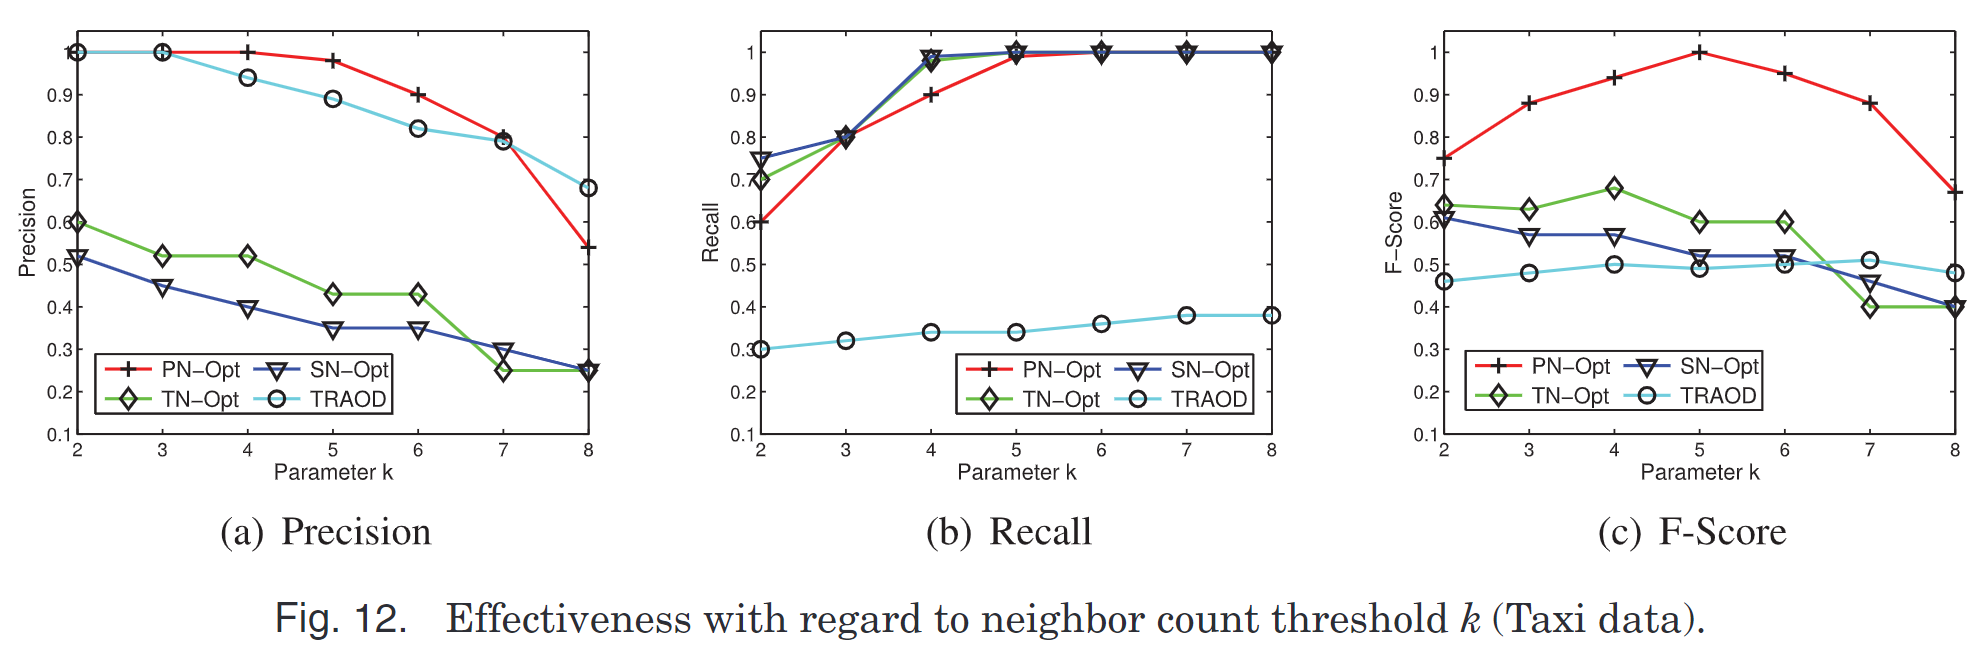 1
0.9
0.8
0.7
0.6
0.5
0.4
0.3
0.2
0.1
Precision
2 3 4 5 6 7 8
Parameter k
PN−Opt SN−Opt
TN−Opt TRAOD
(a) Precision
1
0.9
0.8
0.7
0.6
0.5
0.4
0.3
0.2
0.1
Recall
2 3 4 5 6 7 8
Parameter k
PN−Opt SN−Opt
TN−Opt TRAOD
(b) Recall
1
0.9
0.8
0.7
0.6
0.5
0.4
0.3
0.2
0.1
F−Score
2 3 4 5 6 7 8
Parameter k
PN−Opt SN−Opt
TN−Opt TRAOD
(c) F-Score
Fig. 12. Effectiveness with regard to neighbor count threshold k (Taxi data).